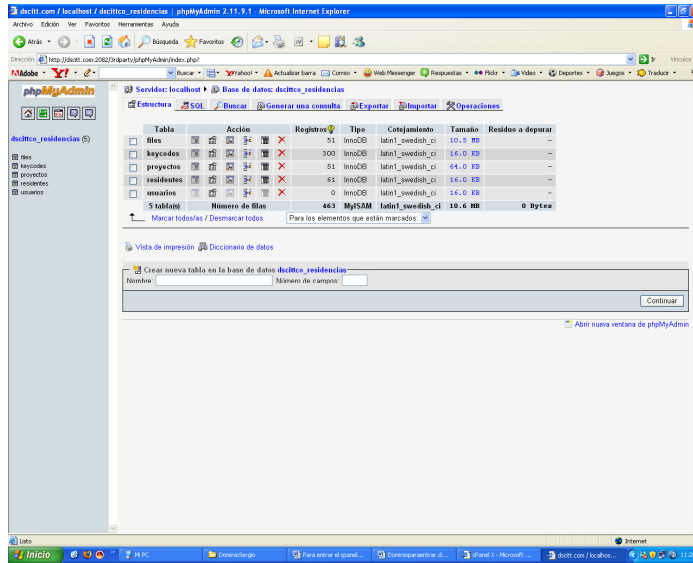 dscitt.com / localhost / dscittco_residencias | phpMyAdmin 2.11.9.1 - Microsoft Internet Explorer
Archivo Edición Ver Favoritos Herramientas Ayuda
Atrás Búsqueda Favoritos
Dirección http://dscitt.com:2082/3rdparty/phpMyAdmin/index.php? Ir Vínculos
Adobe Y! Buscar Yahoo! Actualizar barra Correo Web Messenger Respuestas Flickr Video Deportes Juegos Traducir
phpMyAdmin
dscittco_residencias (5)
files
keycodes
proyectos
residentes
usuarios
Servidor: localhost Base de datos: dscittco_residencias
Estructura SQL Buscar Generar una consulta Exportar Importar Operaciones
Tabla Acción Registros Tipo Cotejamiento Tamaño Residuo a depurar
files 51 InnoDB latin1_swedish_ci 10.5 MB -
keycodes 300 InnoDB latin1_swedish_ci 16.0 KB -
proyectos 51 InnoDB latin1_swedish_ci 64.0 KB -
residentes 61 InnoDB latin1_swedish_ci 16.0 KB -
usuarios 0 InnoDB latin1_swedish_ci 16.0 KB -
5 tabla(s) Número de filas 463 MyISAM latin1_swedish_ci 10.6 MB 0 Bytes
Marcar todos/as / Desmarcar todos Para los elementos que están marcados:
Vista de impresión Diccionario de datos
Crear nueva tabla en la base de datos dscittco_residencias
Nombre: Número de campos:
Continuar
Abrir nueva ventana de phpMyAdmin
Listo Internet
Inicio Mi PC DominioSergio Para entrar el cpanel... Dominioparaentrar.d... cPanel X - Microsoft ... dscitt.com / localhos...